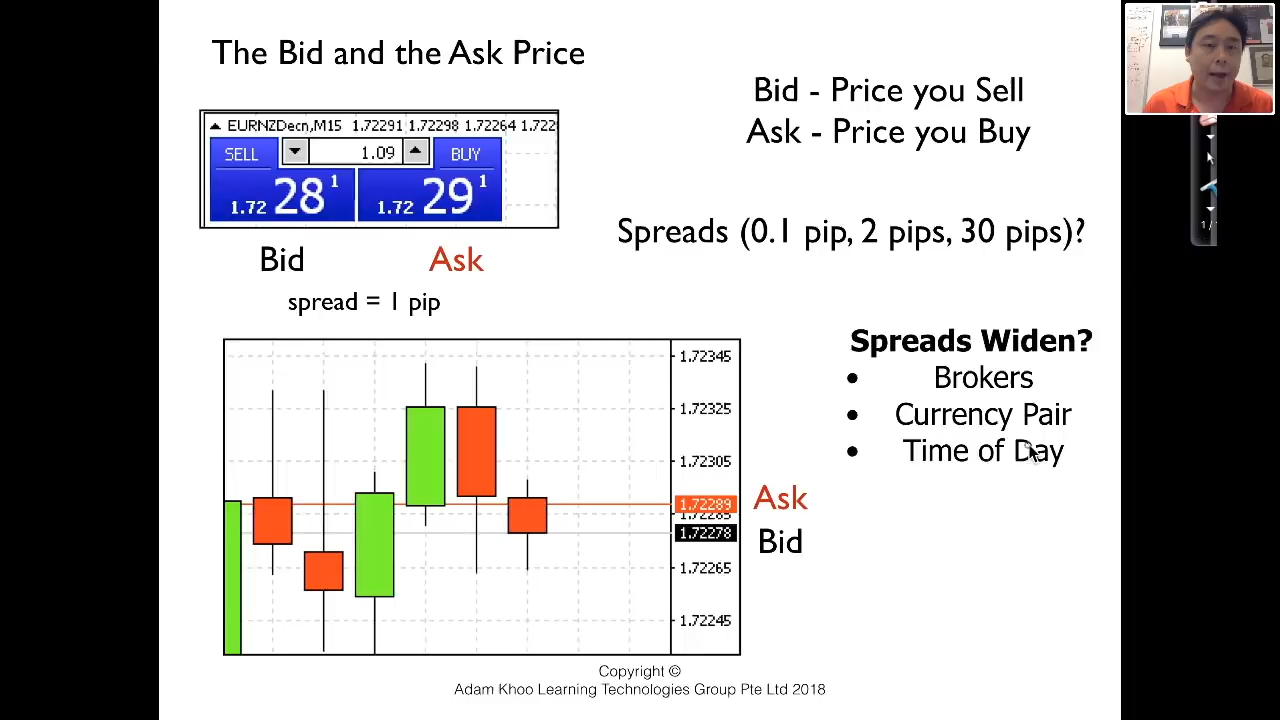 The Bid and the Ask Price
Bid - Price you Sell
Ask - Price you Buy
EURNZDecn,M15 1.72291 1.72298 1.72264 1.722
SELL 1.09 BUY
1.72 28 1 1.72 29 1
Bid Ask
spread = 1 pip
Spreads (0.1 pip, 2 pips, 30 pips)?
Spreads Widen?
• Brokers
• Currency Pair
• Time of Day
1.72345
1.72325
1.72305
1.72289 Ask
1.72285
1.72278 Bid
1.72265
1.72245
Copyright ©
Adam Khoo Learning Technologies Group Pte Ltd 2018